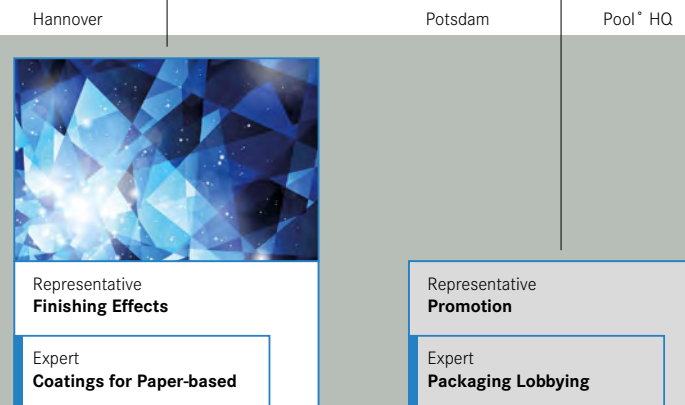 Hannover
Potsdam
Pool° HQ
Representative
Finishing Effects
Expert
Coatings for Paper-based
Representative
Promotion
Expert
Packaging Lobbying